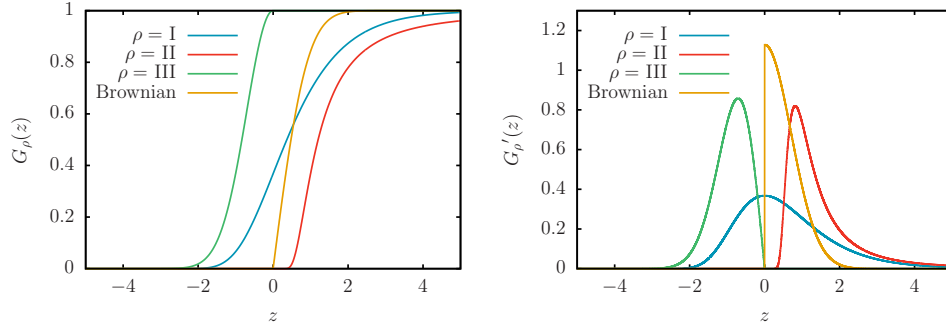 1
0.8
0.6
0.4
0.2
0
−4 −2 0 2 4
z
G_ρ(z)
ρ = I
ρ = II
ρ = III
Brownian
1.2
1
0.8
0.6
0.4
0.2
0
−4 −2 0 2 4
z
G_ρ′(z)
ρ = I
ρ = II
ρ = III
Brownian